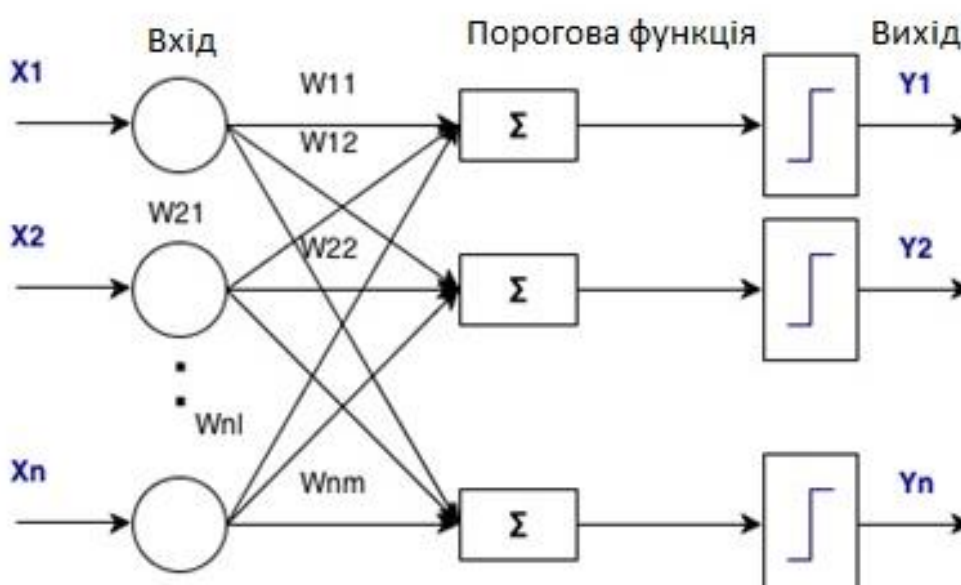 Вхід
Порогова функція
Вихід
X1
W11
Σ
Y1
W12
W21
X2
W22
Σ
Y2
Wnl
Xn
Wnm
Σ
Yn